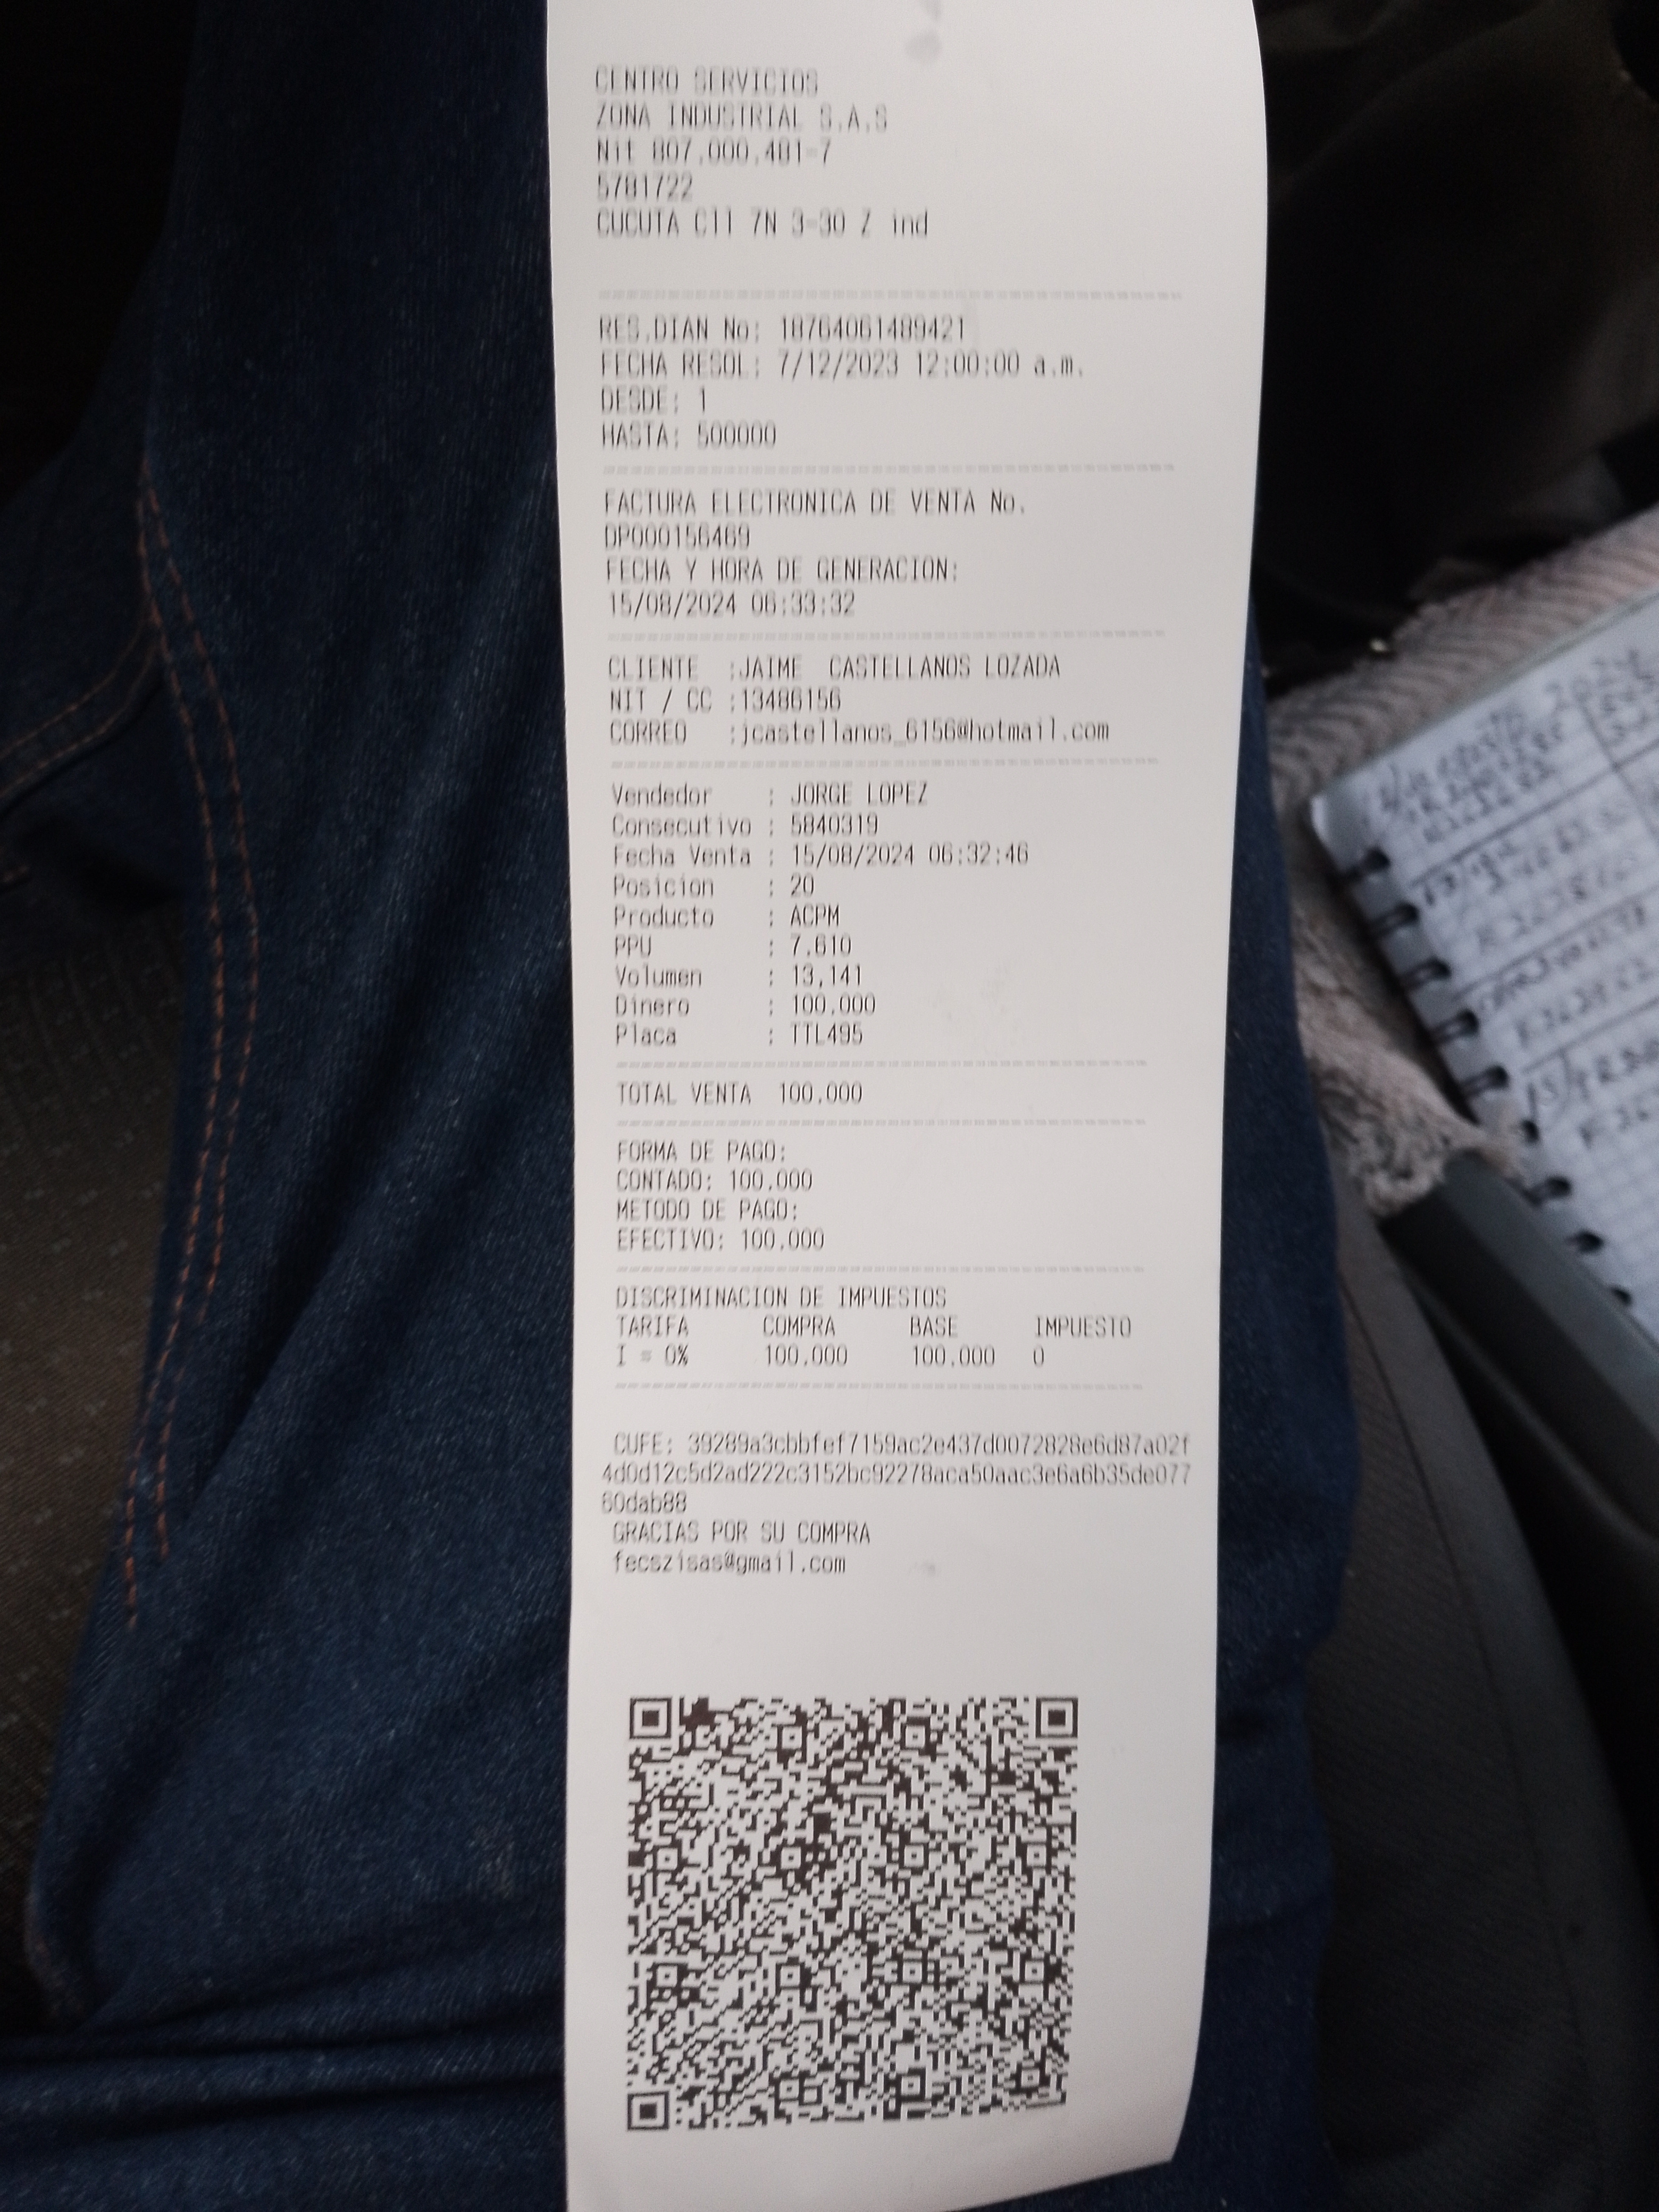 CENTRO SERVICIOS
ZONA INDUSTRIAL S.A.S
Nit 807.000.481-7
5781722
CUCUTA Cll 7N 3-30 Z ind
RES.DIAN No: 18764061489421
FECHA RESOL: 7/12/2023 12:00:00 a.m.
DESDE: 1
HASTA: 500000
FACTURA ELECTRONICA DE VENTA No.
DP000156469
FECHA Y HORA DE GENERACION:
15/08/2024 06:33:32
CLIENTE :JAIME CASTELLANOS LOZADA
NIT / CC :13486156
CORREO :jcastellanos_6156@hotmail.com
Vendedor : JORGE LOPEZ
Consecutivo : 5840319
Fecha Venta : 15/08/2024 06:32:46
Posicion : 20
Producto : ACPM
PPU : 7.610
Volumen : 13,141
Dinero : 100.000
Placa : TTL495
TOTAL VENTA 100.000
FORMA DE PAGO:
CONTADO: 100.000
METODO DE PAGO:
EFECTIVO: 100.000
DISCRIMINACION DE IMPUESTOS
TARIFA COMPRA BASE IMPUESTO
I = 0% 100.000 100.000 0
CUFE: 39289a3cbbfef7159ac2e437d0072828e6d87a02f
4d0d12c5d2ad222c3152bc92278aca50aac3e6a6b35de077
60dab88
GRACIAS POR SU COMPRA
fecszisas@gmail.com